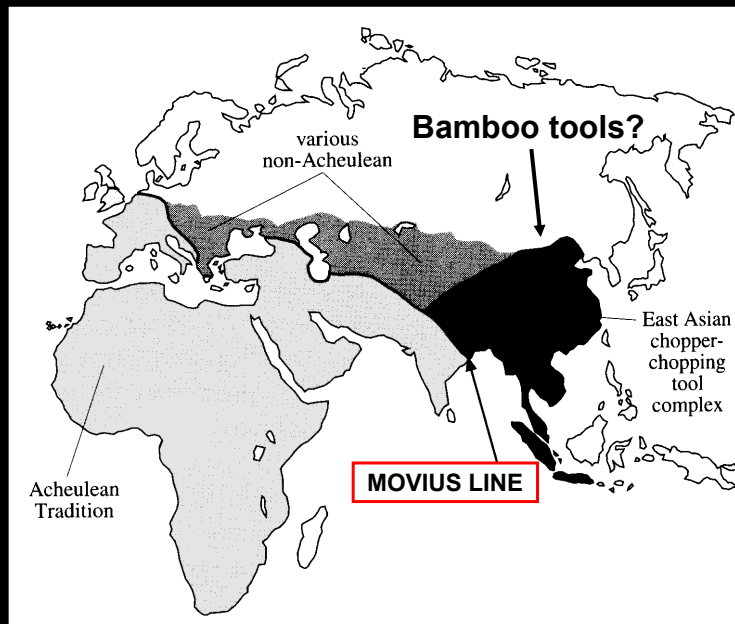 various
non-Acheulean
Bamboo tools?
East Asian
chopper-
chopping
tool
complex
MOVIUS LINE
Acheulean
Tradition